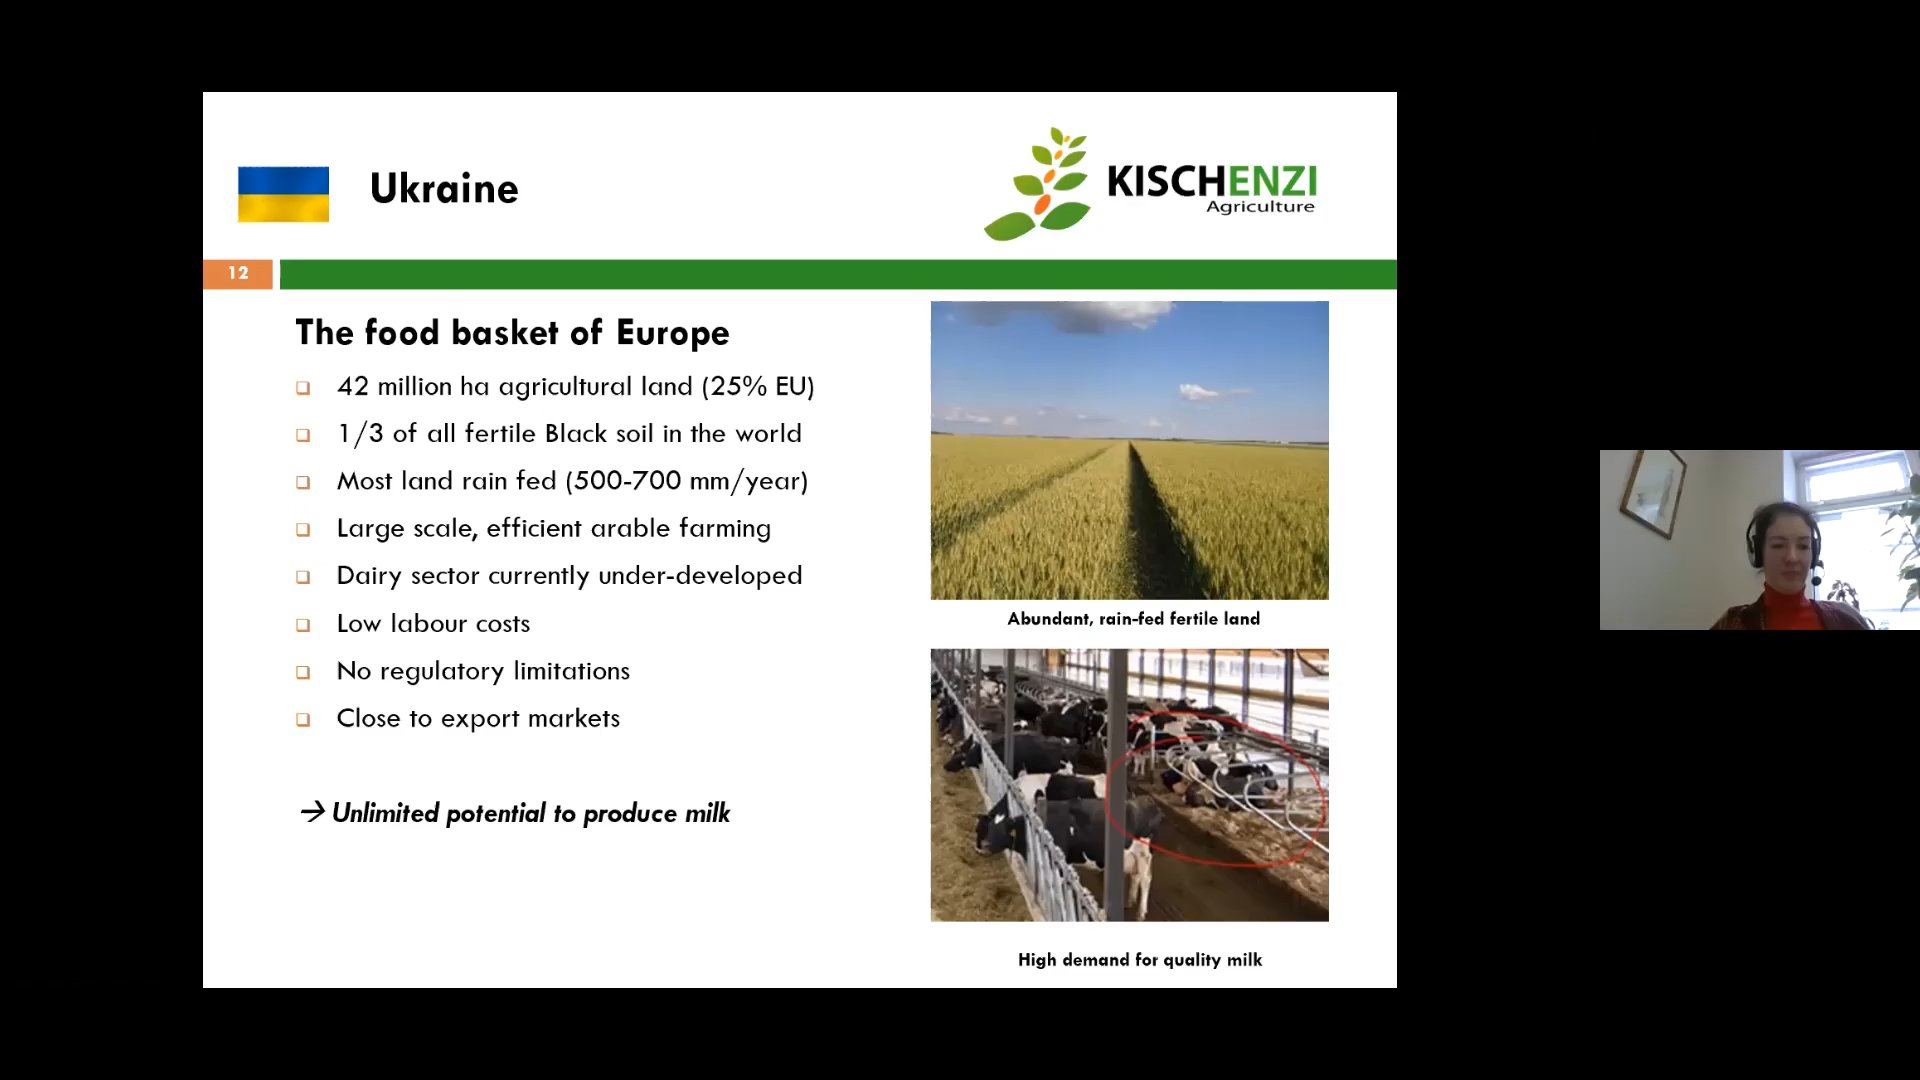 Ukraine
KISCHENZI
Agriculture
12
The food basket of Europe
42 million ha agricultural land (25% EU)
1/3 of all fertile Black soil in the world
Most land rain fed (500-700 mm/year)
Large scale, efficient arable farming
Dairy sector currently under-developed
Low labour costs
No regulatory limitations
Close to export markets
→ Unlimited potential to produce milk
Abundant, rain-fed fertile land
High demand for quality milk